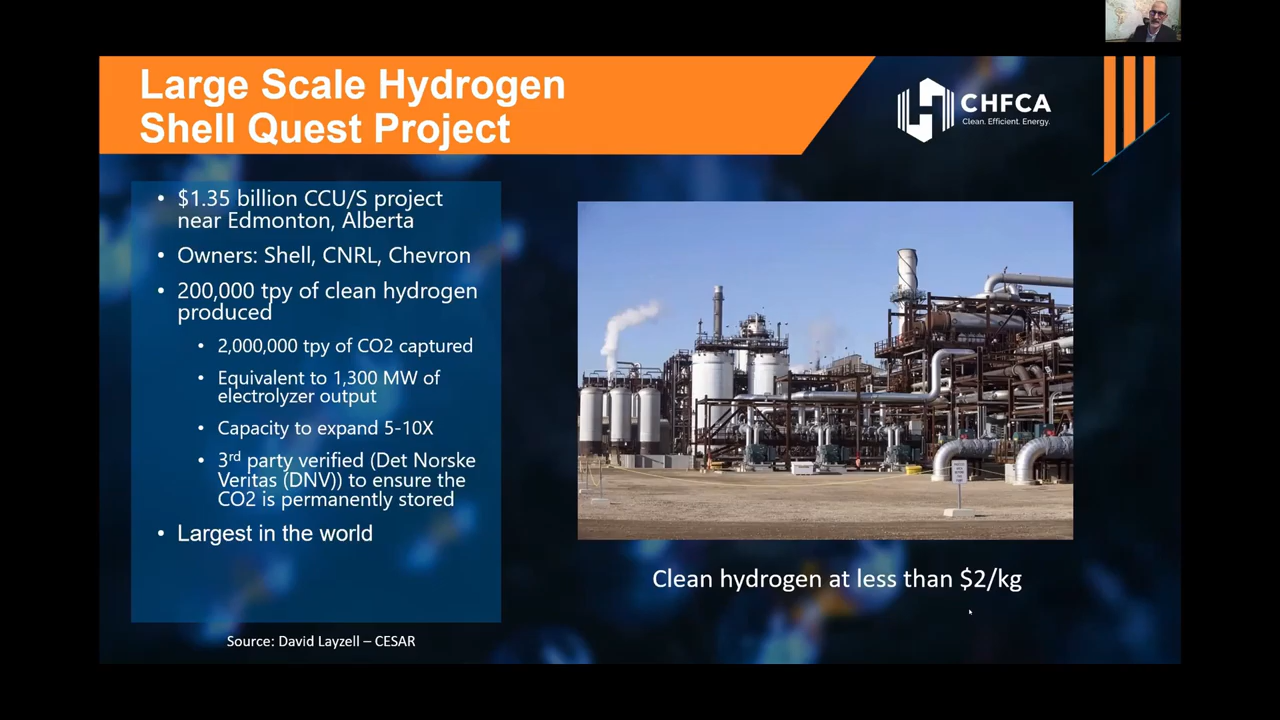 Large Scale Hydrogen
Shell Quest Project
CHFCA
Clean. Efficient. Energy.
• $1.35 billion CCU/S project
near Edmonton, Alberta
• Owners: Shell, CNRL, Chevron
• 200,000 tpy of clean hydrogen
produced
• 2,000,000 tpy of CO2 captured
• Equivalent to 1,300 MW of
electrolyzer output
• Capacity to expand 5-10X
• 3rd party verified (Det Norske
Veritas (DNV)) to ensure the
CO2 is permanently stored
• Largest in the world
Clean hydrogen at less than $2/kg
Source: David Layzell – CESAR